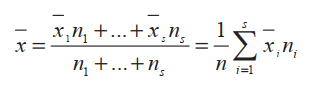 x̄ = (x̄₁n₁ + ... + x̄ₛnₛ) / (n₁ + ... + nₛ) = (1/n) ∑ᵢ₌₁ˢ x̄ᵢnᵢ